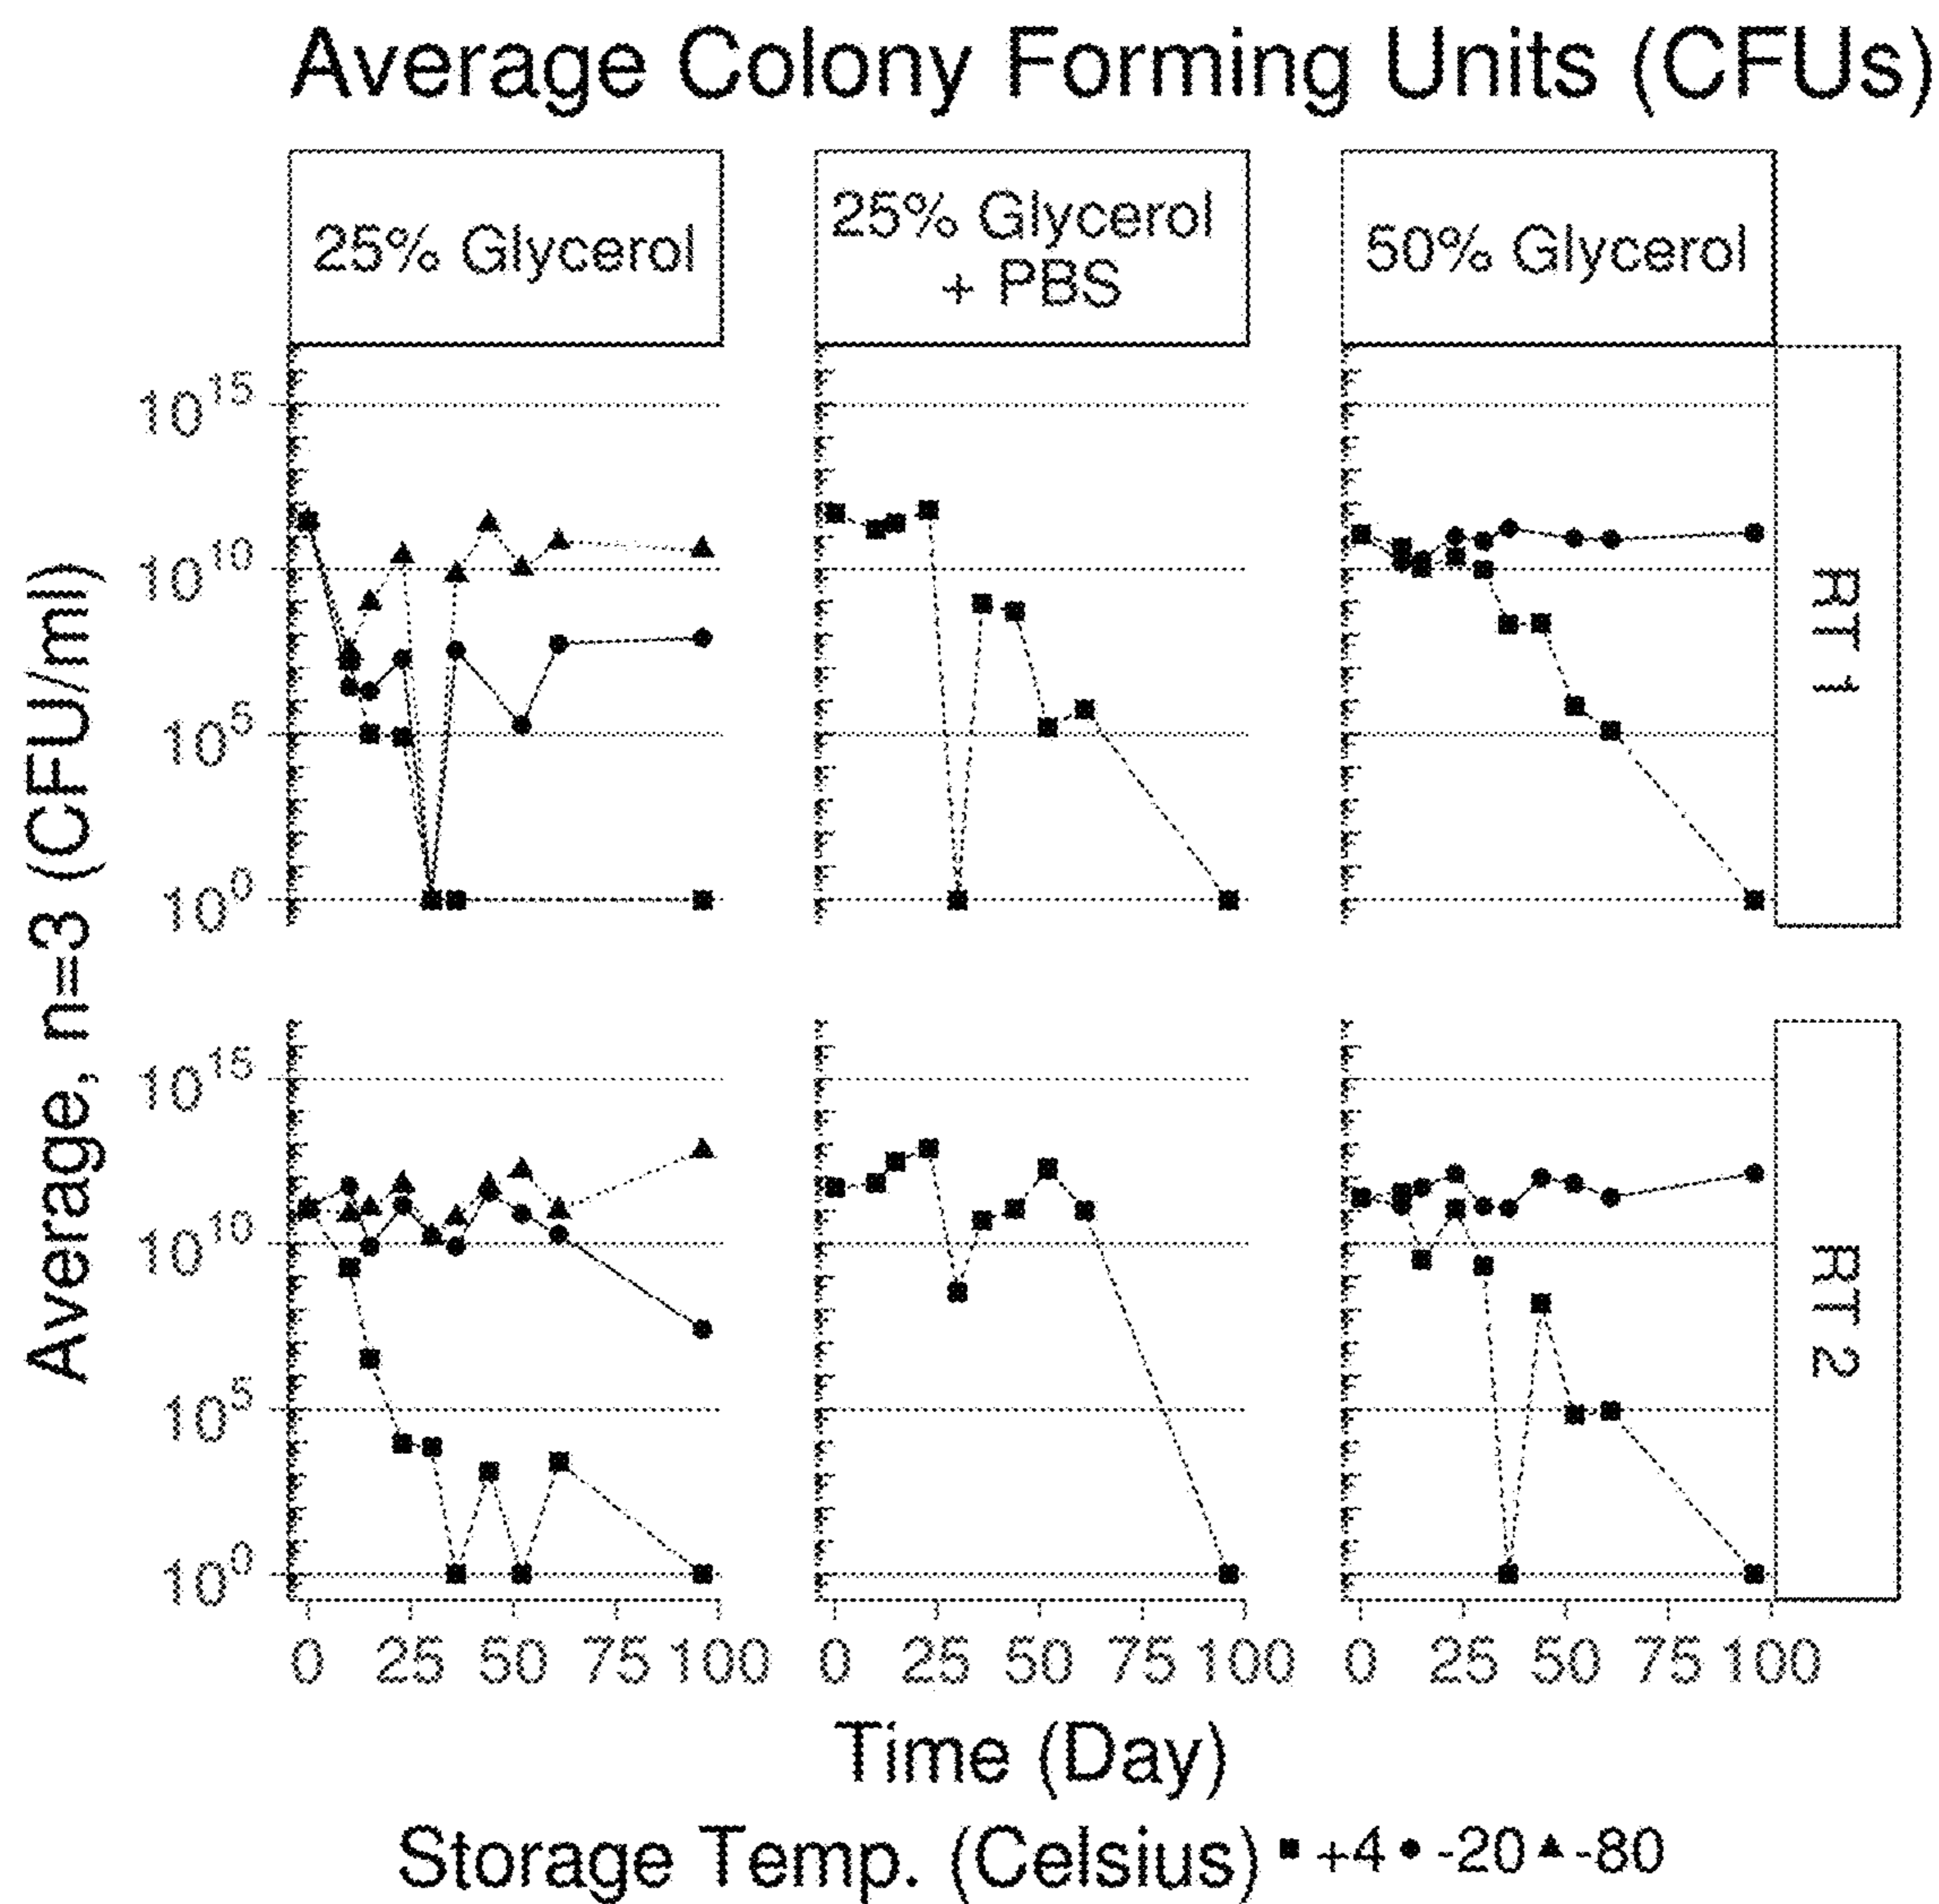 Average Colony Forming Units (CFUs)
25% Glycerol
25% Glycerol
+ PBS
50% Glycerol
Average, n=3 (CFU/ml)
10^15
10^10
10^5
10^0
RT 1
10^15
10^10
10^5
10^0
RT 2
0 25 50 75 100 0 25 50 75 100 0 25 50 75 100
Time (Day)
Storage Temp. (Celsius) ■ +4 ● -20 ▲ -80